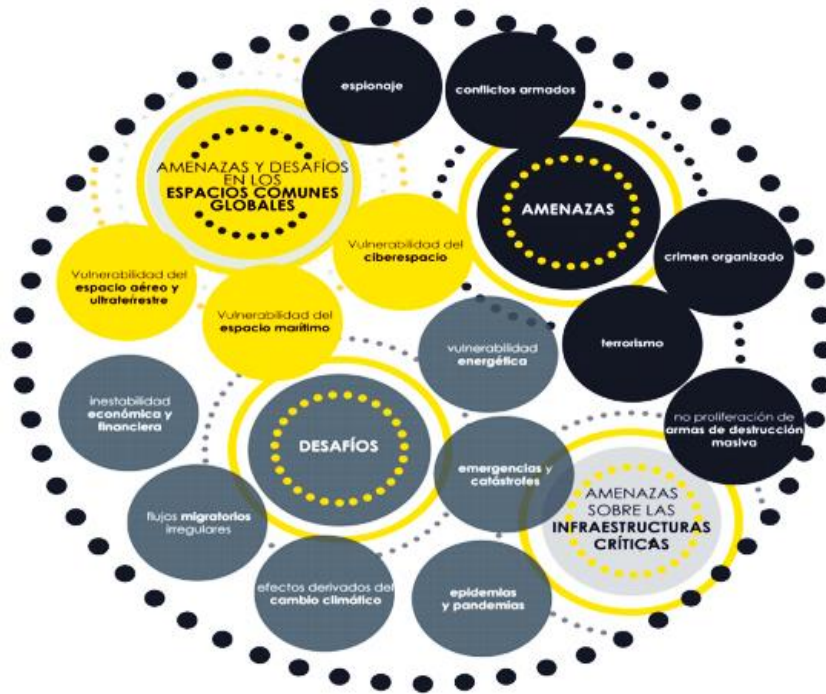 espionaje
conflictos armados
AMENAZAS Y DESAFÍOS
EN LOS
ESPACIOS COMUNES
GLOBALES
AMENAZAS
Vulnerabilidad del
ciberespacio
crimen organizado
Vulnerabilidad del
espacio aéreo y
ultraterrestre
Vulnerabilidad del
espacio marítimo
vulnerabilidad
energética
terrorismo
inestabilidad
económica y
financiera
no proliferación de
armas de destrucción
masiva
DESAFÍOS
emergencias y
catástrofes
AMENAZAS
SOBRE LAS
INFRAESTRUCTURAS
CRÍTICAS
flujos migratorios
irregulares
efectos derivados del
cambio climático
epidemias
y pandemias